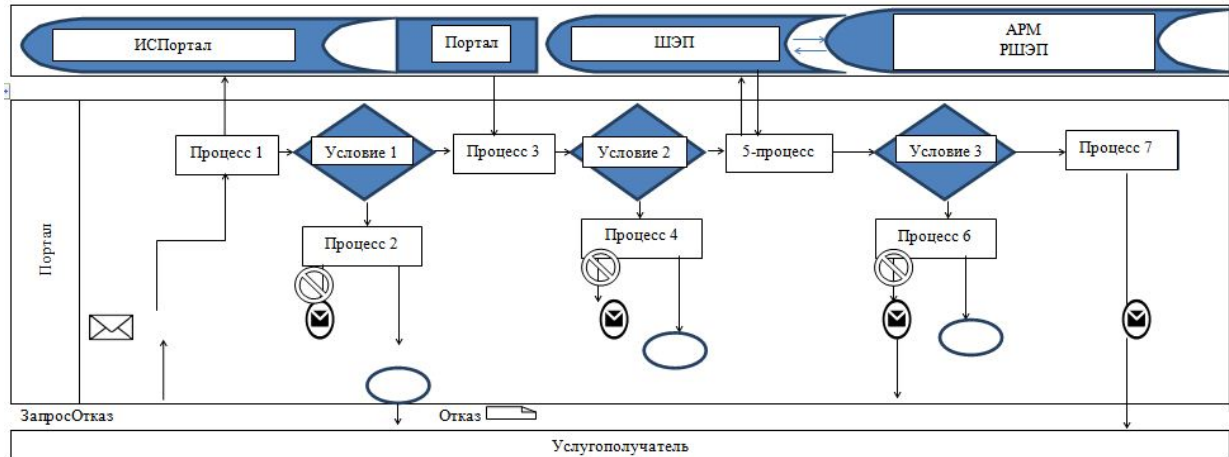 ИСПортал
Портал
ШЭП
АРМ
РШЭП
Процесс 1
Условие 1
Процесс 3
Условие 2
5-процесс
Условие 3
Процесс 7
Процесс 2
Процесс 4
Процесс 6
Портал
ЗапросОтказ
Отказ
Услугополучатель